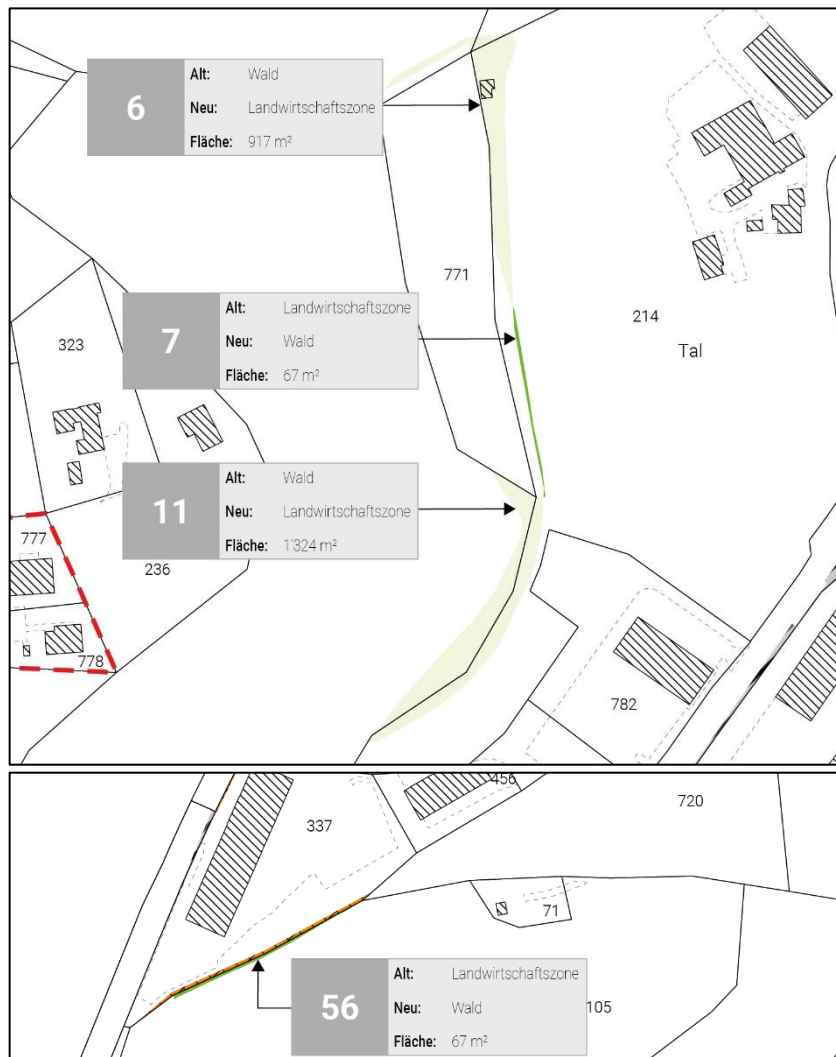 6
Alt: Wald
Neu: Landwirtschaftszone
Fläche: 917 m²
771
214
Tal
7
Alt: Landwirtschaftszone
Neu: Wald
Fläche: 67 m²
323
11
Alt: Wald
Neu: Landwirtschaftszone
Fläche: 1'324 m²
777
236
778
782
456
720
337
71
56
Alt: Landwirtschaftszone
Neu: Wald
Fläche: 67 m²
105